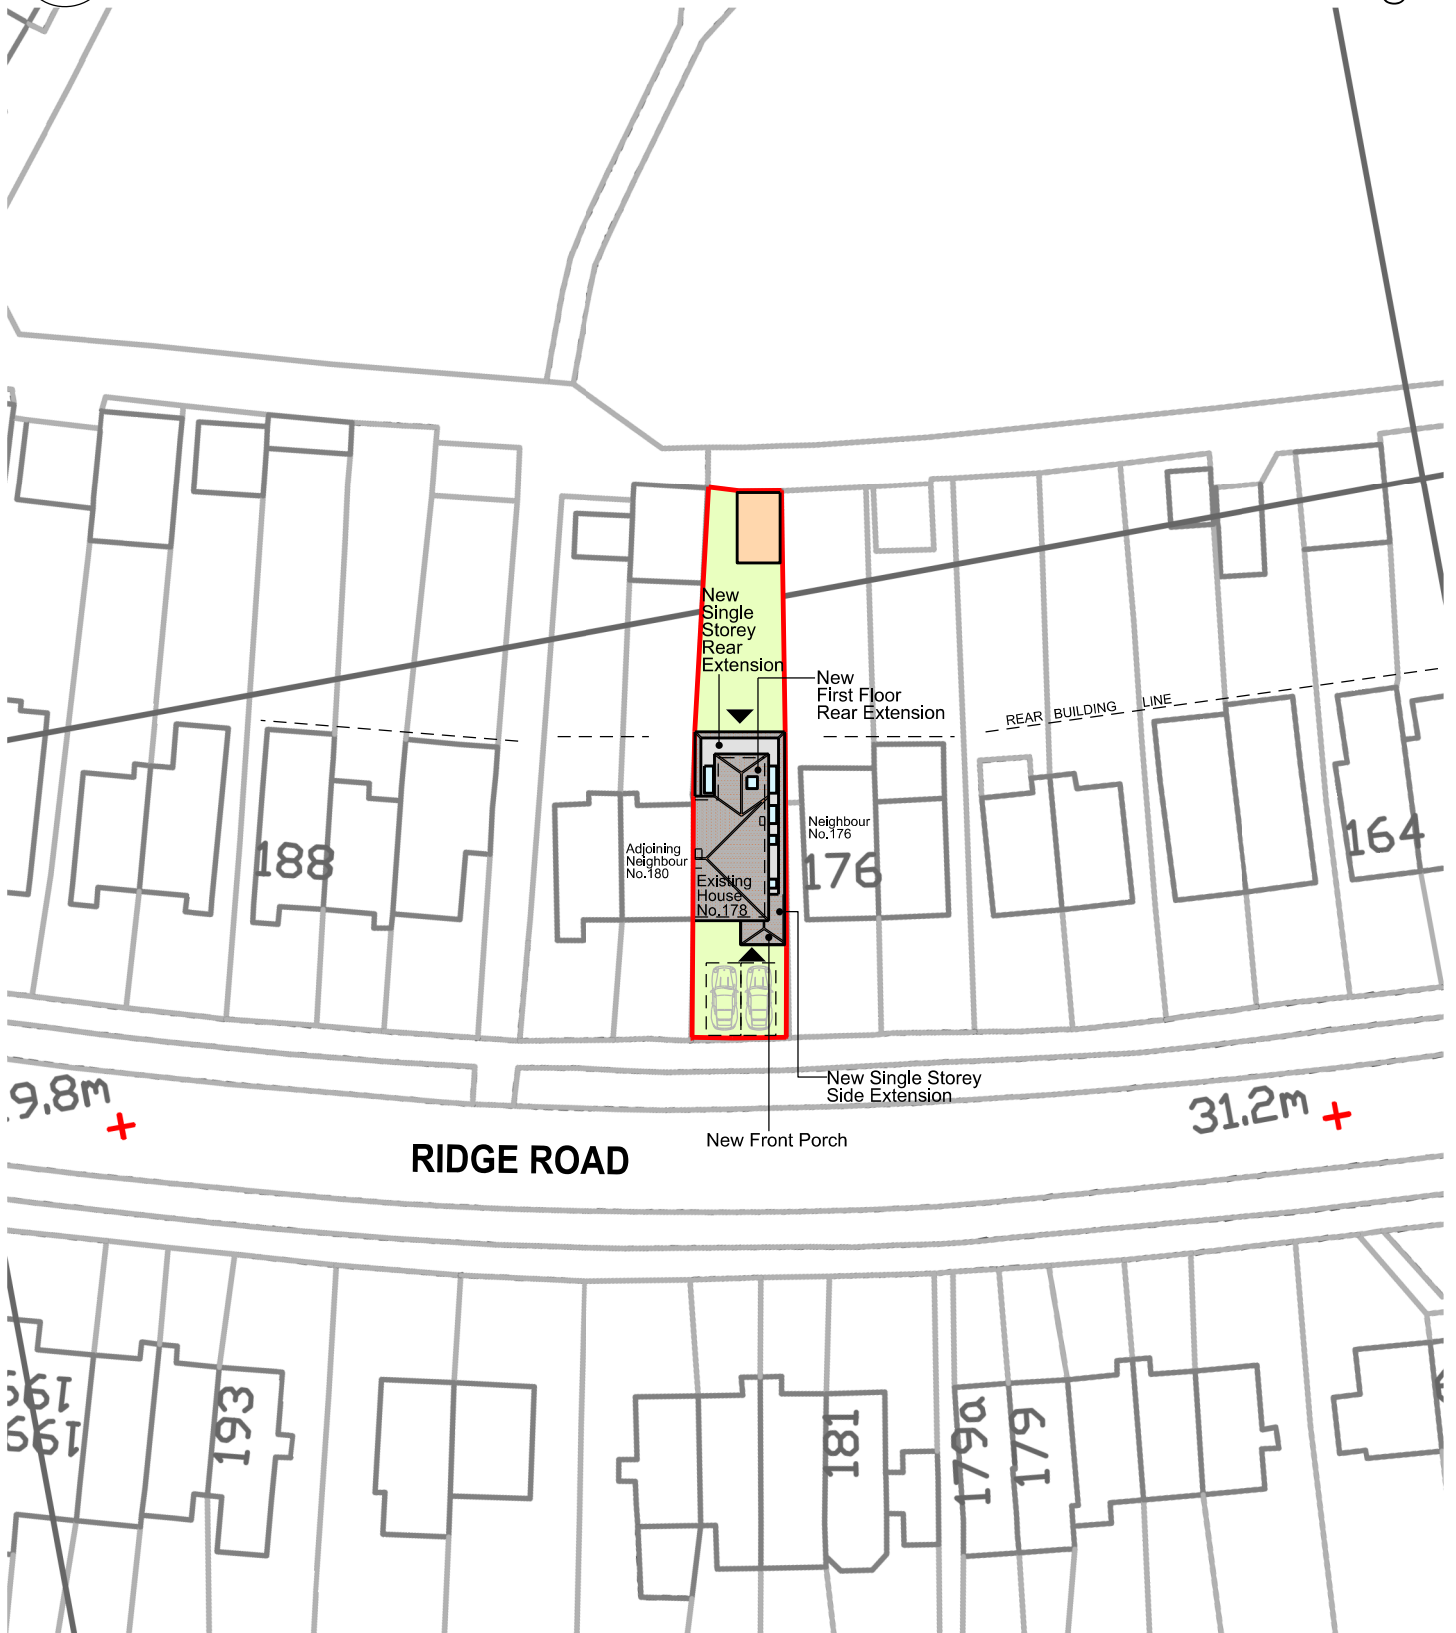 New
Single
Storey
Rear
Extension
New
First Floor
Rear Extension
REAR BUILDING LINE
Neighbour
No.176
176
164
188
Adjoining
Neighbour
No.180
Existing
House
No.178
New Single Storey
Side Extension
9.8m
31.2m
New Front Porch
RIDGE ROAD
193
181
179a
179